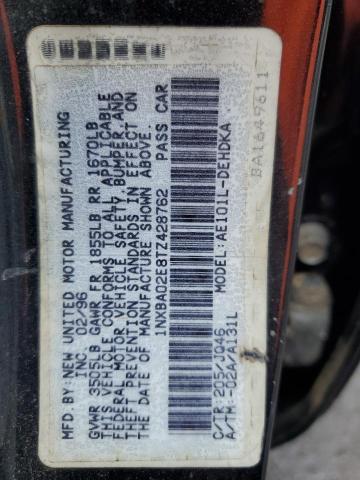 MFD.BY:NEW UNITED MOTOR MANUFACTURING
INC. 02/96
GVWR 3505LB GAWR FR 1855LB RR 1670LB
THIS VEHICLE CONFORMS TO ALL APPLICABLE
FEDERAL MOTOR VEHICLE SAFETY, BUMPER, AND
THEFT PREVENTION STANDARDS IN EFFECT ON
THE DATE OF MANUFACTURE SHOWN ABOVE.
1NXBA02E8TZ428762 PASS CAR
MODEL:AE101L-DEHDKA
C/TR:205/JQ46
A/TM:-02A/A131L
BA1649611